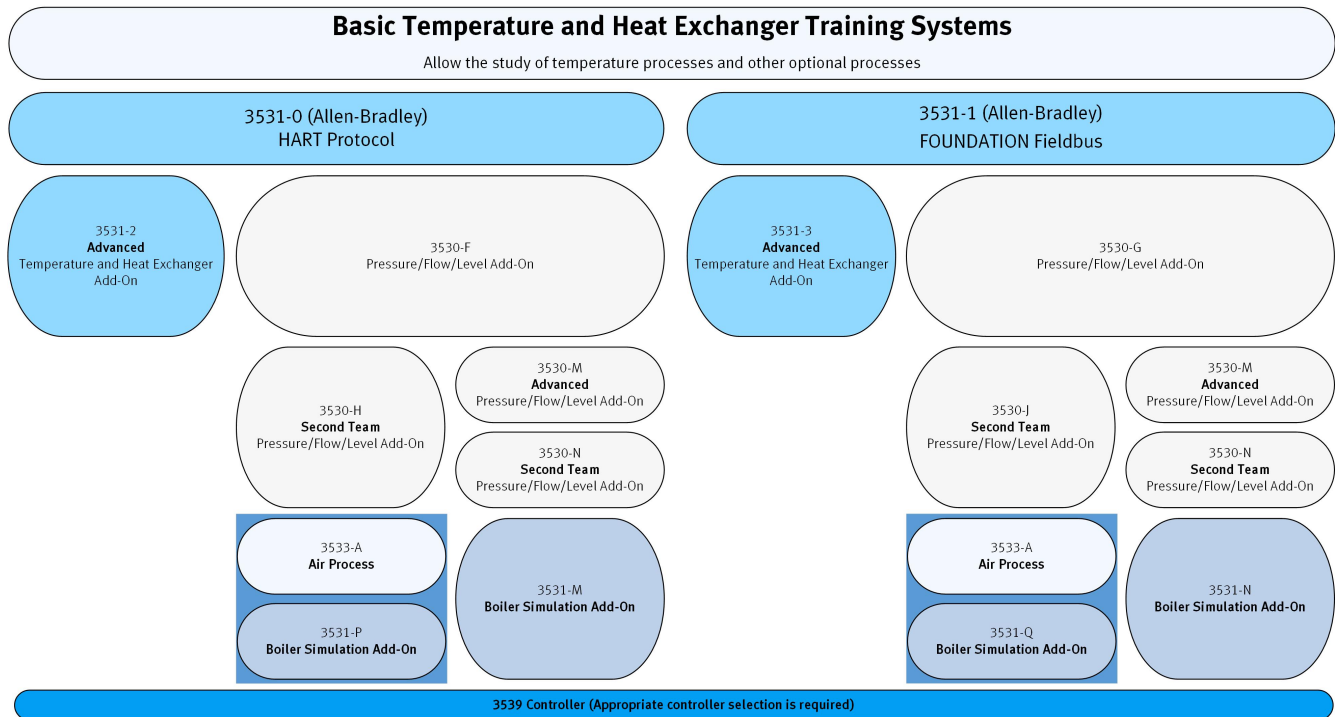 Basic Temperature and Heat Exchanger Training Systems
Allow the study of temperature processes and other optional processes
3531-0 (Allen-Bradley)
HART Protocol
3531-2
Advanced
Temperature and Heat Exchanger
Add-On
3530-F
Pressure/Flow/Level Add-On
3530-H
Second Team
Pressure/Flow/Level Add-On
3530-M
Advanced
Pressure/Flow/Level Add-On
3530-N
Second Team
Pressure/Flow/Level Add-On
3533-A
Air Process
3531-P
Boiler Simulation Add-On
3531-M
Boiler Simulation Add-On
3531-1 (Allen-Bradley)
FOUNDATION Fieldbus
3531-3
Advanced
Temperature and Heat Exchanger
Add-On
3530-G
Pressure/Flow/Level Add-On
3530-J
Second Team
Pressure/Flow/Level Add-On
3530-M
Advanced
Pressure/Flow/Level Add-On
3530-N
Second Team
Pressure/Flow/Level Add-On
3533-A
Air Process
3531-Q
Boiler Simulation Add-On
3531-N
Boiler Simulation Add-On
3539 Controller (Appropriate controller selection is required)